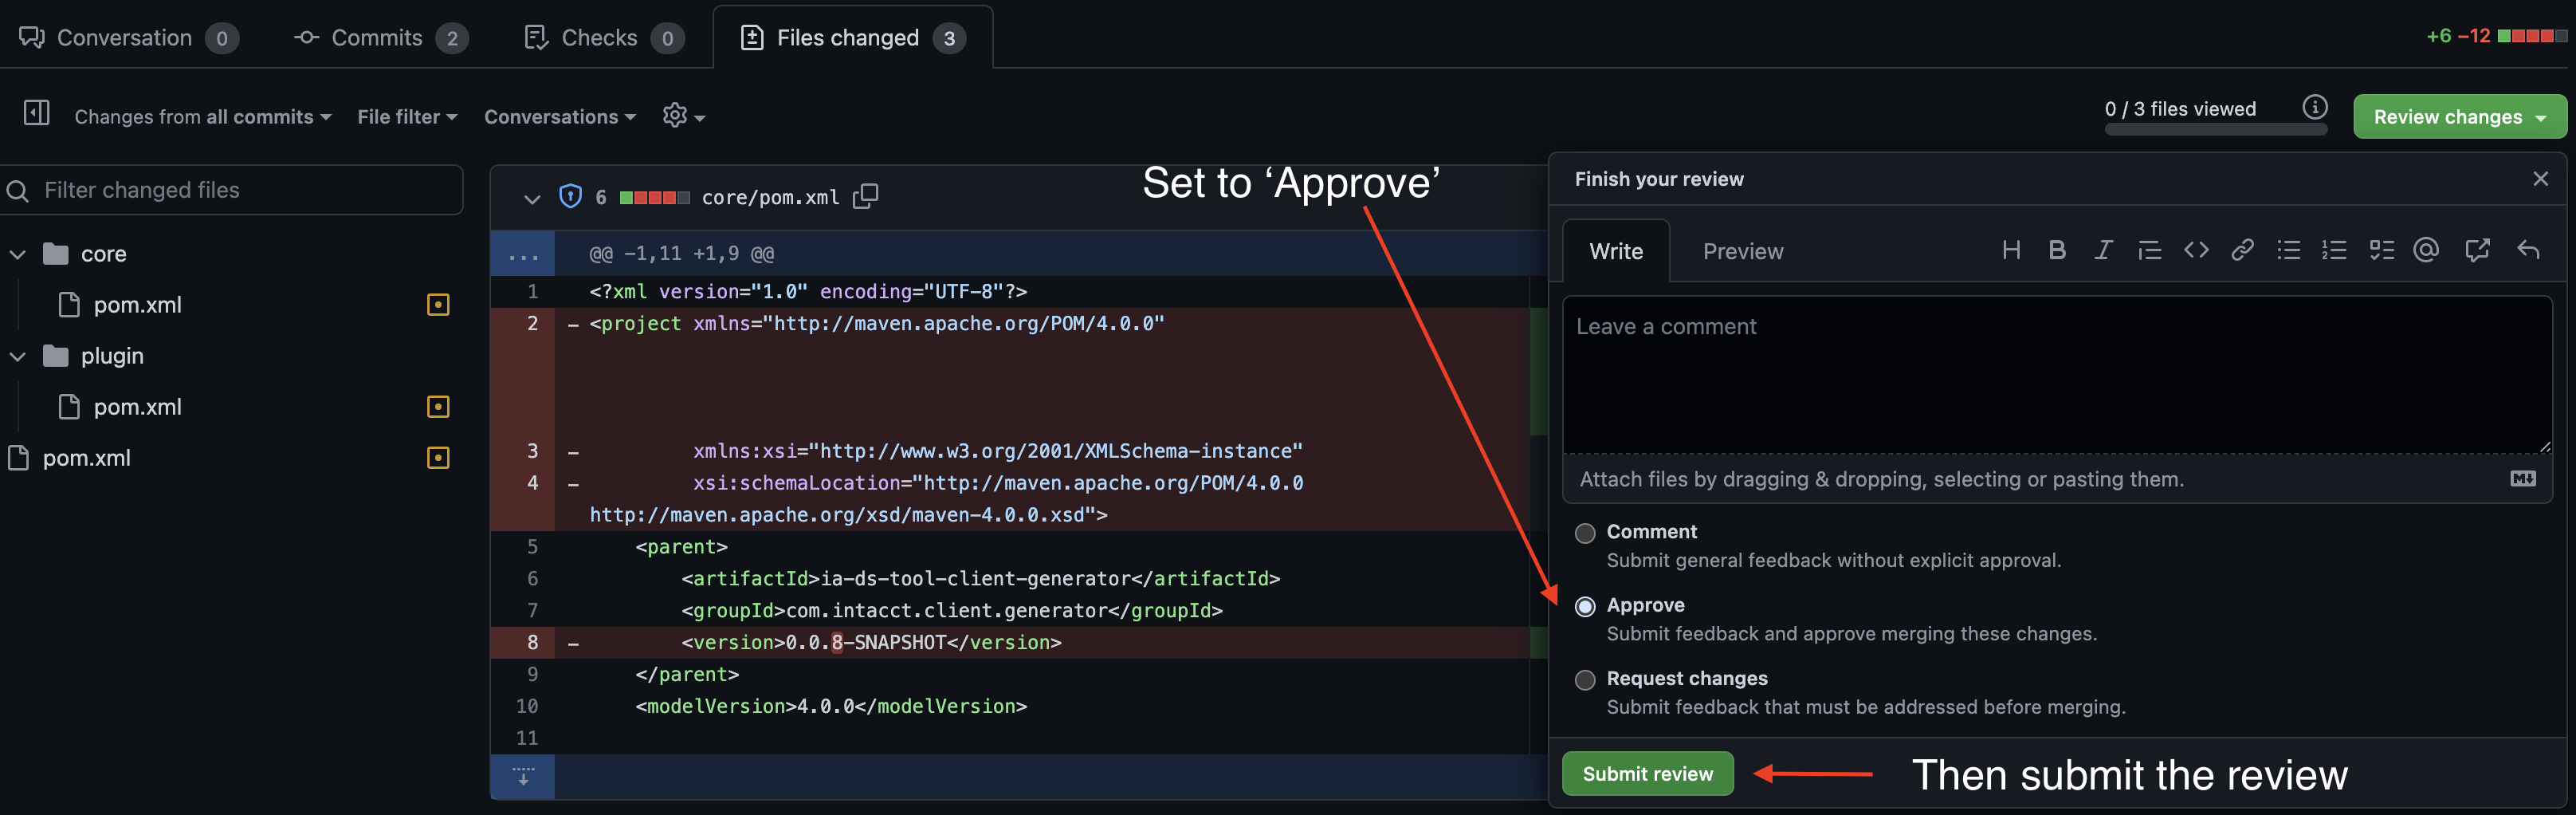 Conversation 0 Commits 2 Checks 0 Files changed 3 +6 −12
Changes from all commits File filter Conversations 0 / 3 files viewed Review changes
Filter changed files
core
pom.xml
plugin
pom.xml
pom.xml
6 core/pom.xml
... @@ -1,11 +1,9 @@
1 <?xml version="1.0" encoding="UTF-8"?>
2 - <project xmlns="http://maven.apache.org/POM/4.0.0"
3 - xmlns:xsi="http://www.w3.org/2001/XMLSchema-instance"
4 - xsi:schemaLocation="http://maven.apache.org/POM/4.0.0
http://maven.apache.org/xsd/maven-4.0.0.xsd">
5 <parent>
6 <artifactId>ia-ds-tool-client-generator</artifactId>
7 <groupId>com.intacct.client.generator</groupId>
8 - <version>0.0.8-SNAPSHOT</version>
9 </parent>
10 <modelVersion>4.0.0</modelVersion>
11
Set to ‘Approve’
Finish your review
Write Preview
Leave a comment
Attach files by dragging & dropping, selecting or pasting them.
Comment
Submit general feedback without explicit approval.
Approve
Submit feedback and approve merging these changes.
Request changes
Submit feedback that must be addressed before merging.
Submit review
Then submit the review